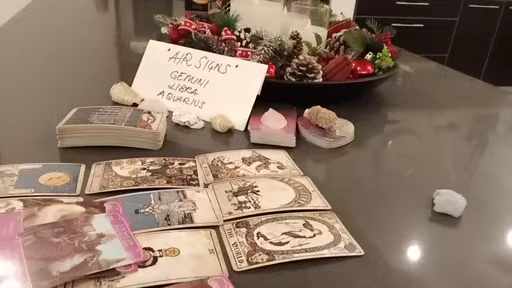 *AIR SIGNS*
GEMINI
LIBRA
AQUARIUS
THE WORLD